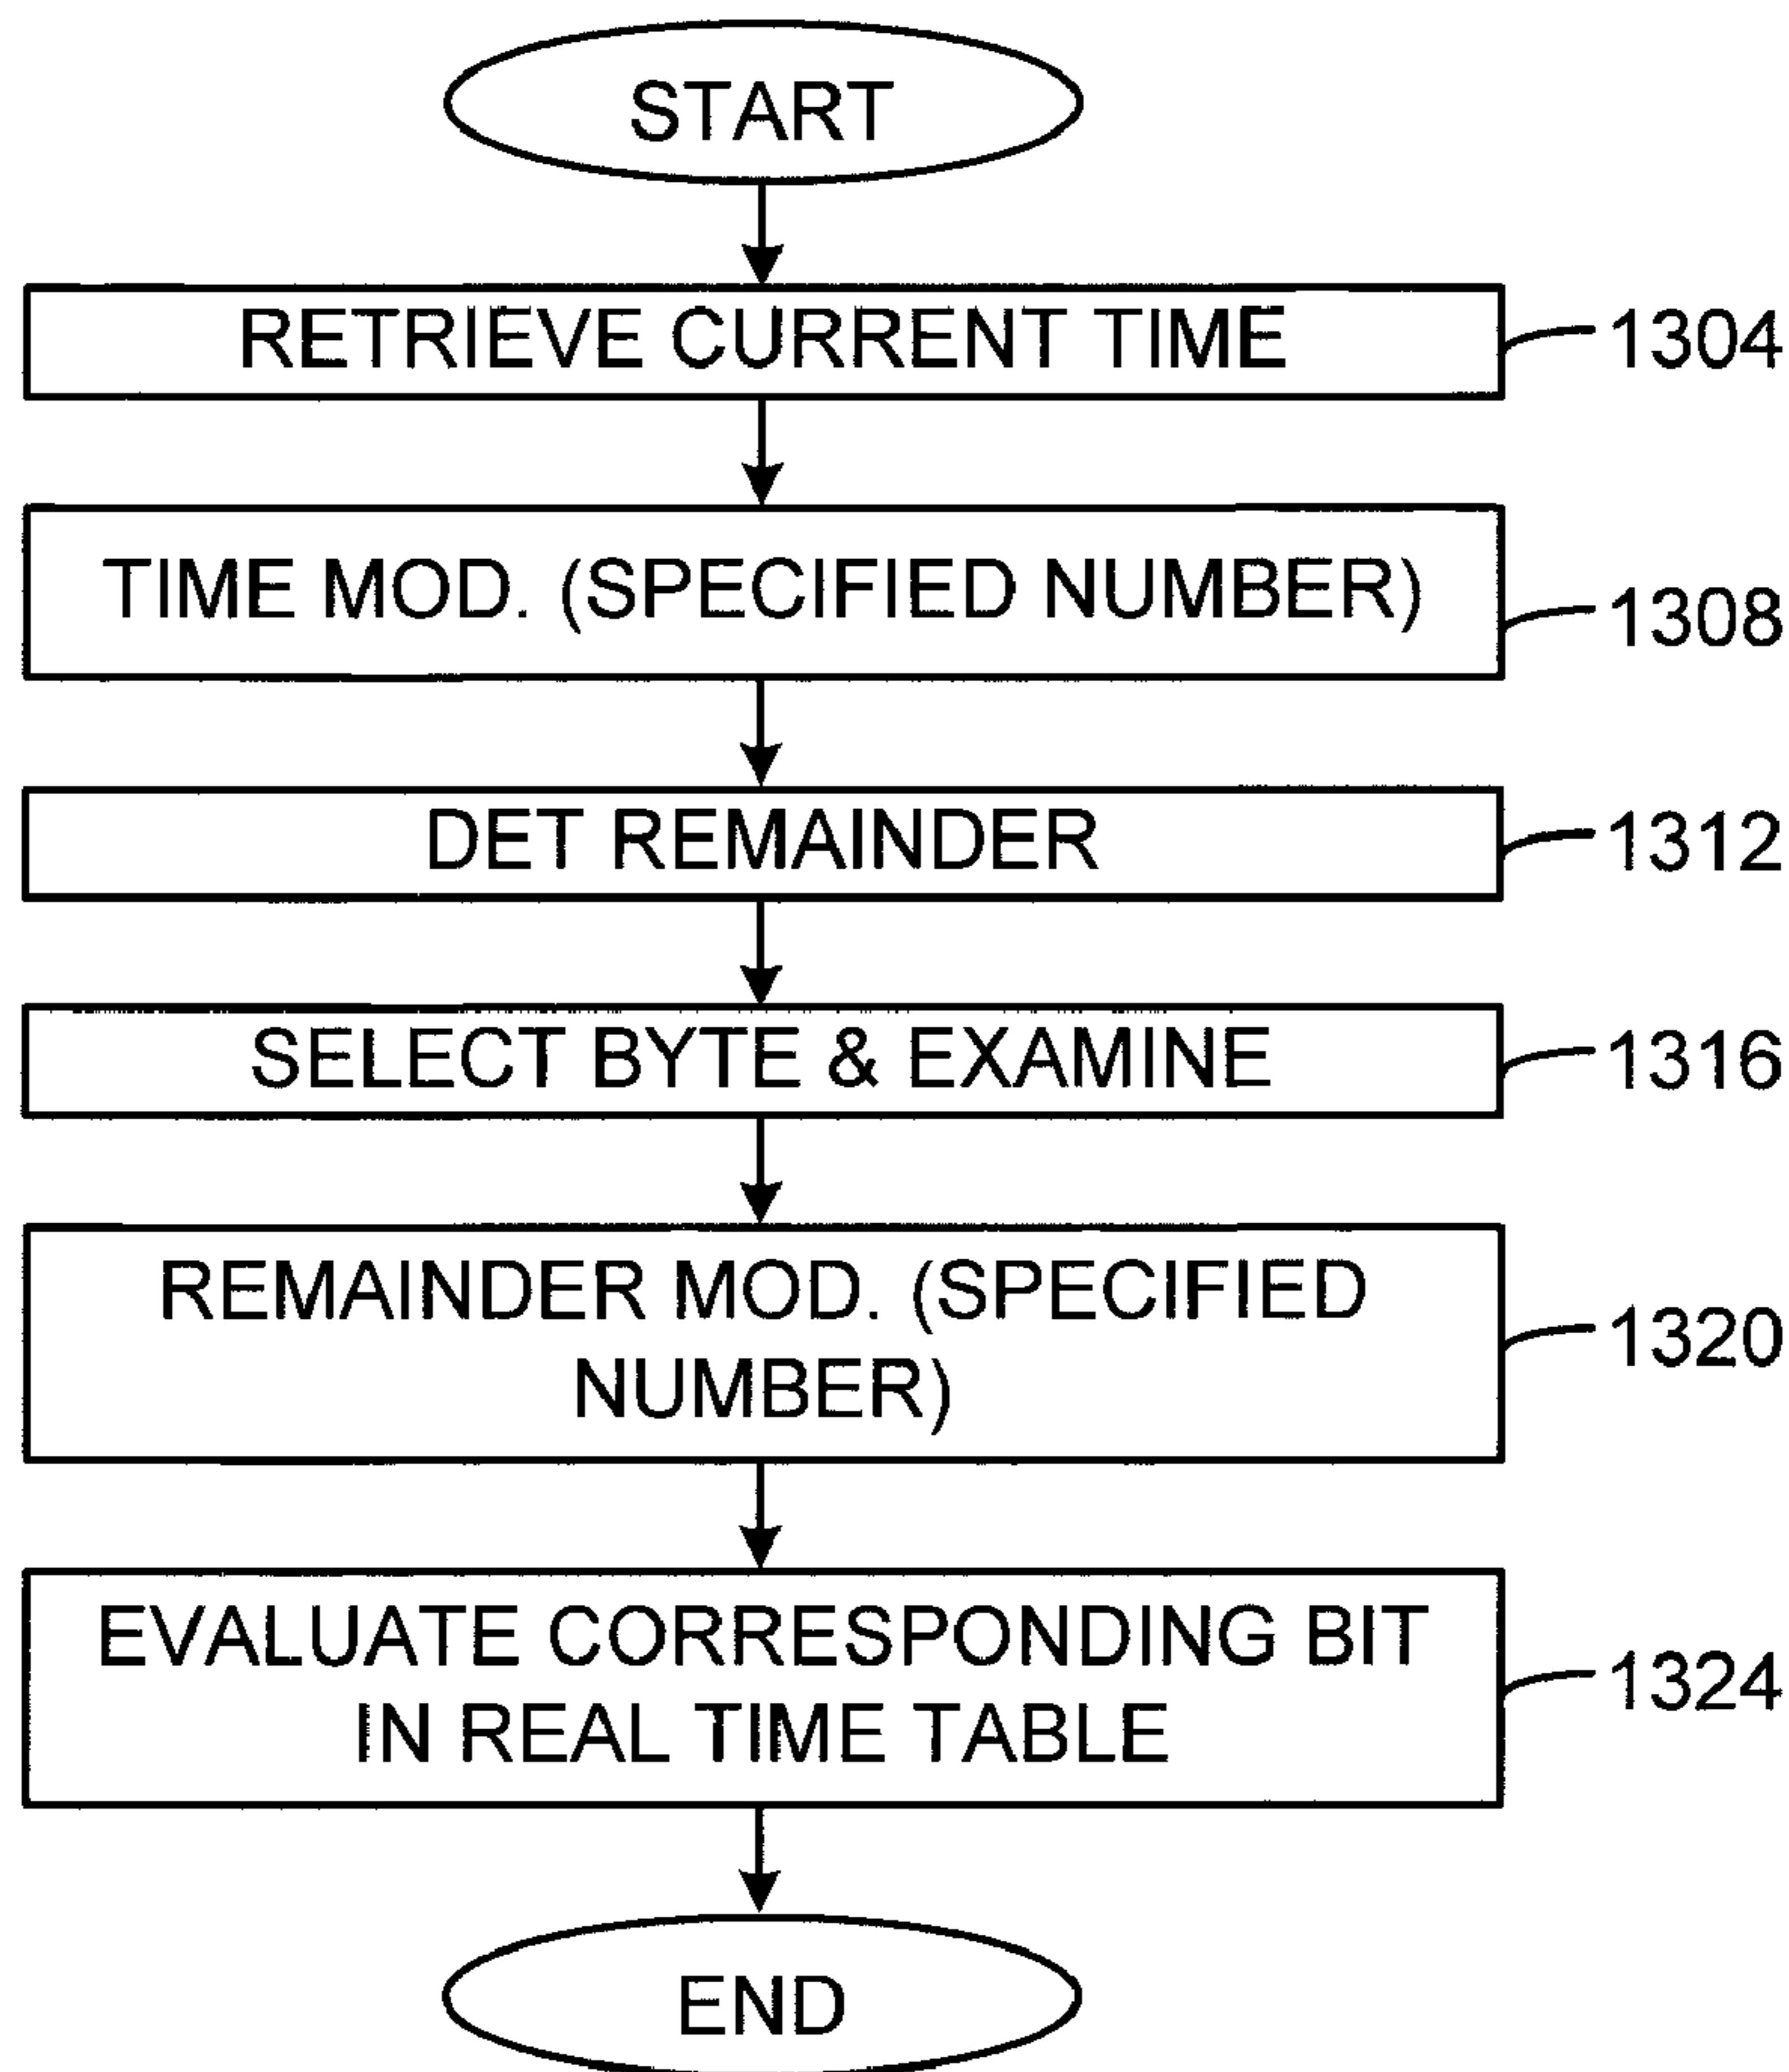 START
RETRIEVE CURRENT TIME
1304
TIME MOD. (SPECIFIED NUMBER)
1308
DET REMAINDER
1312
SELECT BYTE & EXAMINE
1316
REMAINDER MOD. (SPECIFIED
NUMBER)
1320
EVALUATE CORRESPONDING BIT
IN REAL TIME TABLE
1324
END